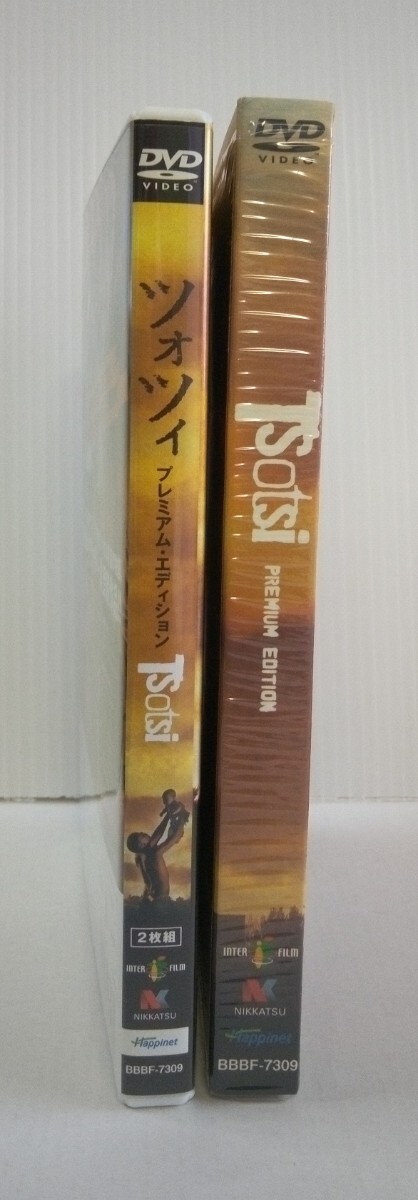 DVD
VIDEO
ツォツィ
プレミアム・エディション
Tsotsi
2枚組
INTER FILM
NIKKATSU
Happinet
BBBF-7309
DVD
VIDEO
Tsotsi
PREMIUM EDITION
INTER FILM
NIKKATSU
Happinet
BBBF-7309